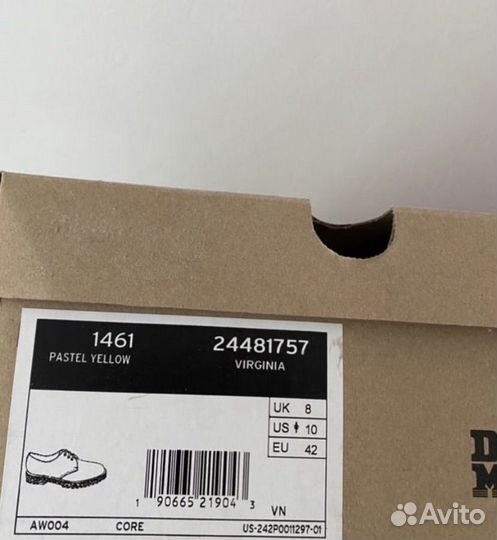 1461 24481757
PASTEL YELLOW VIRGINIA
UK 8
US 10
EU 42
1 90665 21904 3
VN
AW004 CORE US-242P0011297-01
D
M
Avito